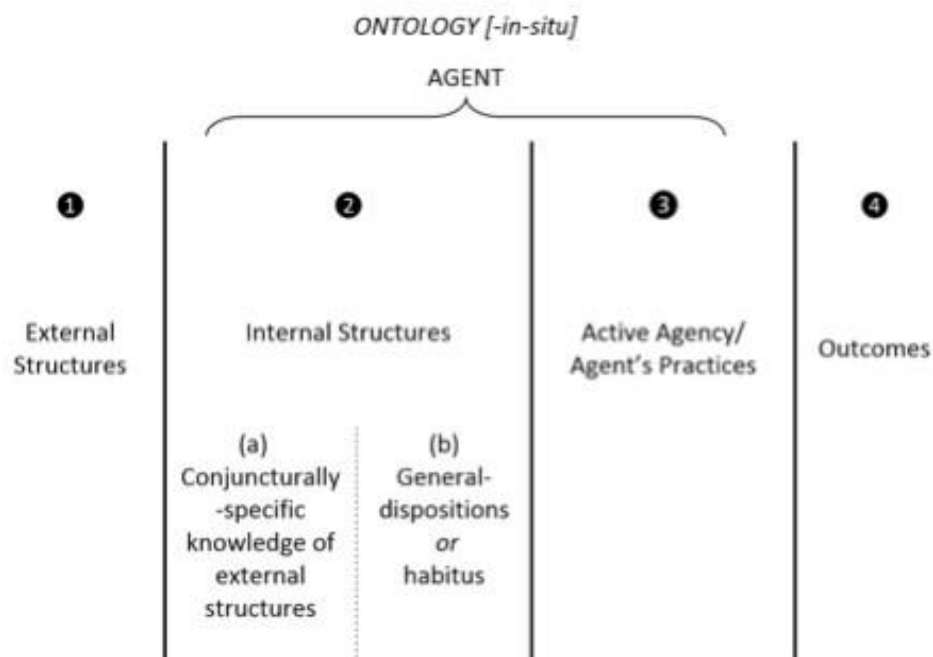 ONTOLOGY [-in-situ]
AGENT
❶
❷
❸
❹
External
Structures
Internal Structures
Active Agency/
Agent's Practices
Outcomes
(a)
Conjuncturally
-specific
knowledge of
external
structures
(b)
General-
dispositions
or
habitus